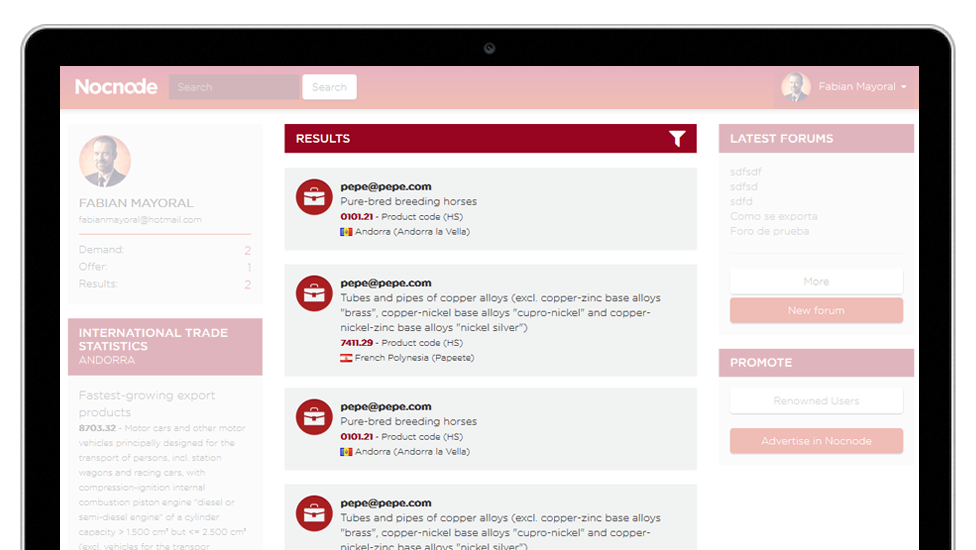 Nocnode
Search
Search
Fabian Mayoral
FABIAN MAYORAL
fabianmayoral@hotmail.com
Demand: 2
Offer: 1
Results: 2
INTERNATIONAL TRADE
STATISTICS
ANDORRA
Fastest-growing export
products
8703.32 - Motor cars and other motor
vehicles principally designed for the
transport of persons, incl. station
wagons and racing cars, with
compression-ignition internal
combustion piston engine "diesel or
semi-diesel engine" of a cylinder
capacity > 1.500 cm³ but <= 2.500 cm³
(excl. vehicles for the transpor
RESULTS
pepe@pepe.com
Pure-bred breeding horses
0101.21 - Product code (HS)
Andorra (Andorra la Vella)
pepe@pepe.com
Tubes and pipes of copper alloys (excl. copper-zinc base alloys
"brass", copper-nickel base alloys "cupro-nickel" and copper-
nickel-zinc base alloys "nickel silver")
7411.29 - Product code (HS)
French Polynesia (Papeete)
pepe@pepe.com
Pure-bred breeding horses
0101.21 - Product code (HS)
Andorra (Andorra la Vella)
pepe@pepe.com
Tubes and pipes of copper alloys (excl. copper-zinc base alloys
"brass", copper-nickel base alloys "cupro-nickel" and copper-
nickel-zinc base alloys "nickel silver")
LATEST FORUMS
sdfsdf
sdfsd
sdfd
Como se exporta
Foro de prueba
More
New forum
PROMOTE
Renowned Users
Advertise in Nocnode